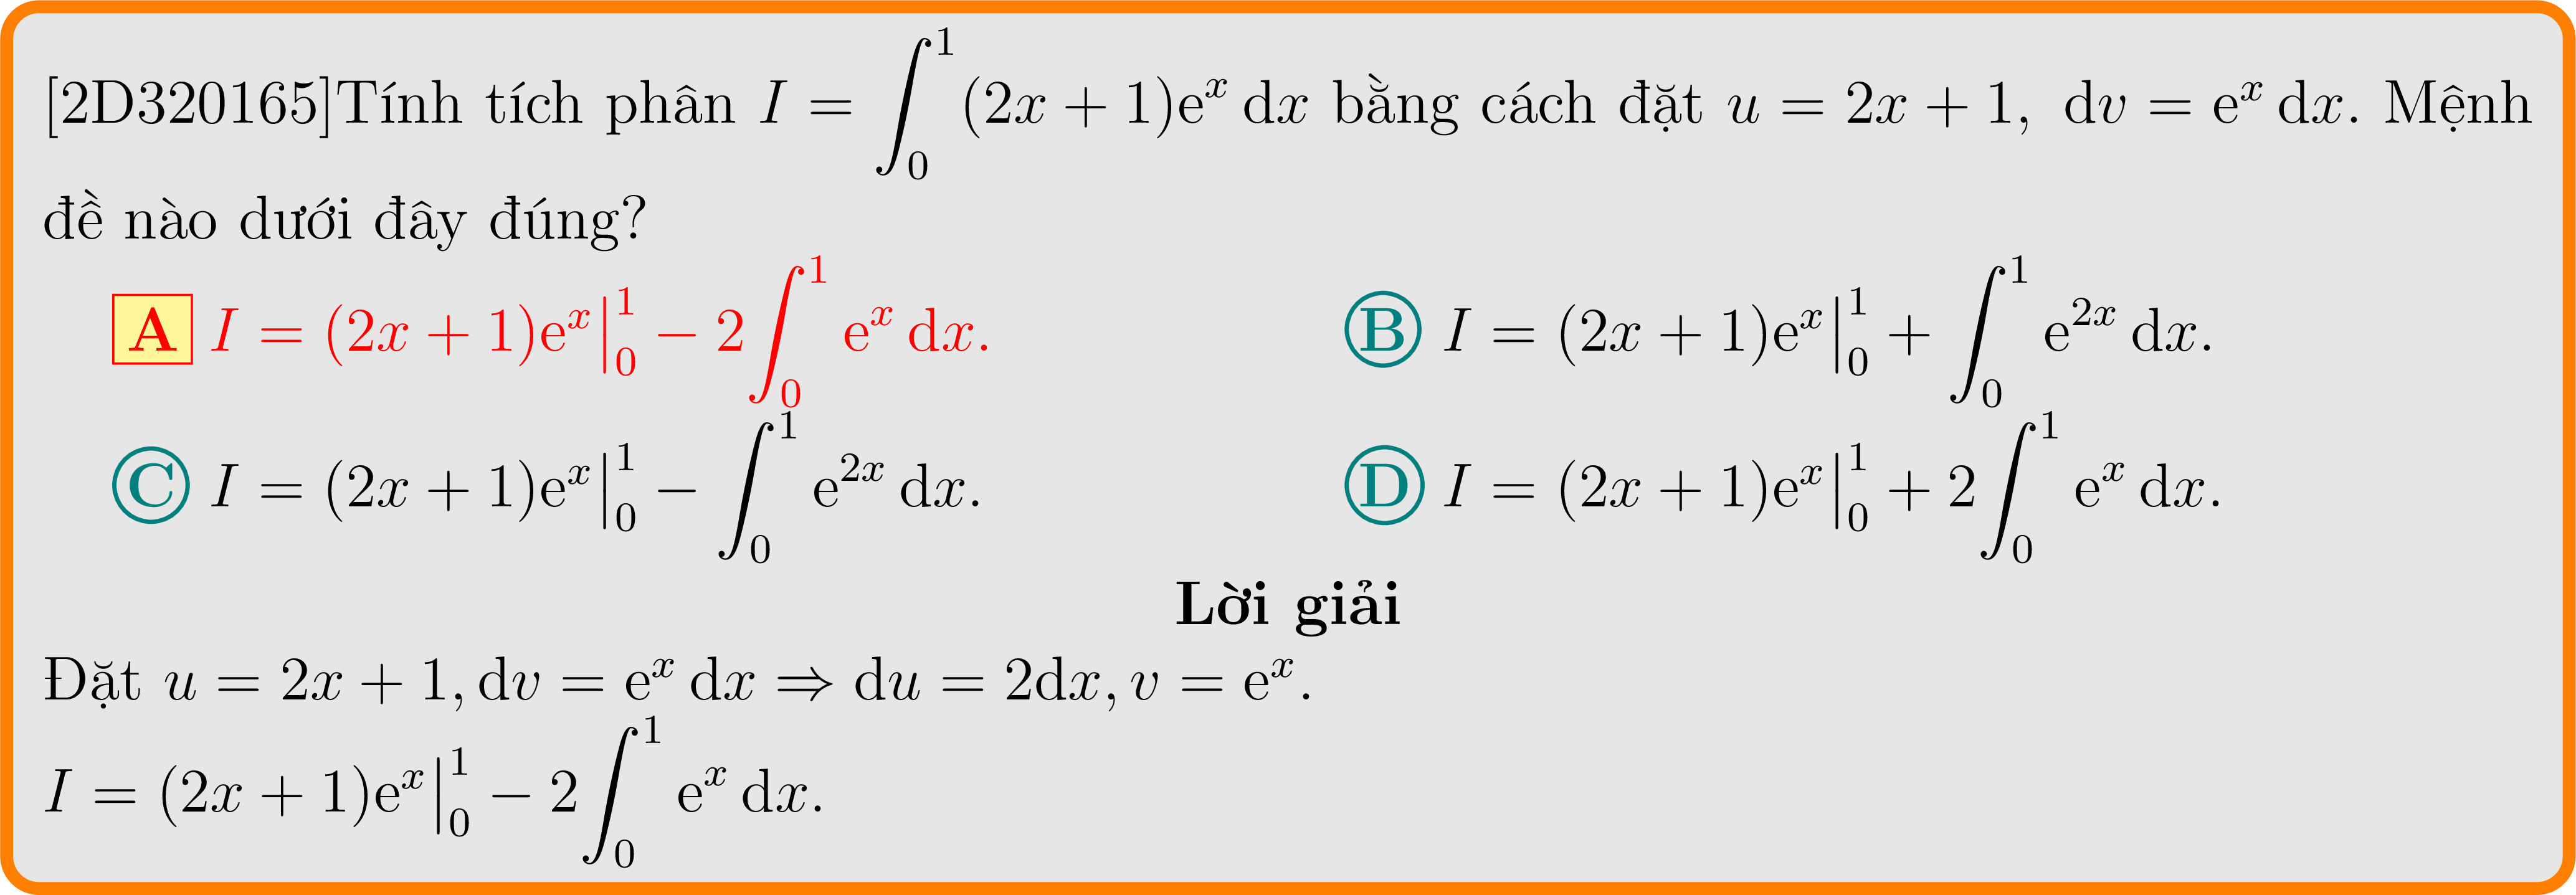 [2D320165]Tính tích phân $I = \int_0^1 (2x + 1)\mathrm{e}^x \,\mathrm{d}x$ bằng cách đặt $u = 2x + 1,\ \mathrm{d}v = \mathrm{e}^x \,\mathrm{d}x$. Mệnh
đề nào dưới đây đúng?
A $I = (2x + 1)\mathrm{e}^x \big|_0^1 - 2\int_0^1 \mathrm{e}^x \,\mathrm{d}x.$ B $I = (2x + 1)\mathrm{e}^x \big|_0^1 + \int_0^1 \mathrm{e}^{2x} \,\mathrm{d}x.$
C $I = (2x + 1)\mathrm{e}^x \big|_0^1 - \int_0^1 \mathrm{e}^{2x} \,\mathrm{d}x.$ D $I = (2x + 1)\mathrm{e}^x \big|_0^1 + 2\int_0^1 \mathrm{e}^x \,\mathrm{d}x.$
Lời giải
Đặt $u = 2x + 1, \mathrm{d}v = \mathrm{e}^x \,\mathrm{d}x \Rightarrow \mathrm{d}u = 2\mathrm{d}x, v = \mathrm{e}^x.$
$I = (2x + 1)\mathrm{e}^x \big|_0^1 - 2\int_0^1 \mathrm{e}^x \,\mathrm{d}x.$